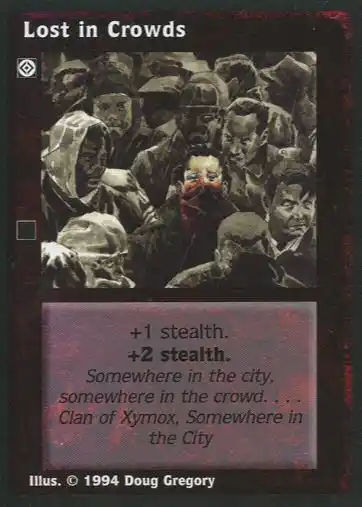 Lost in Crowds
+1 stealth.
+2 stealth.
Somewhere in the city,
somewhere in the crowd. . . .
Clan of Xymox, Somewhere in
the City
Illus. © 1994 Doug Gregory